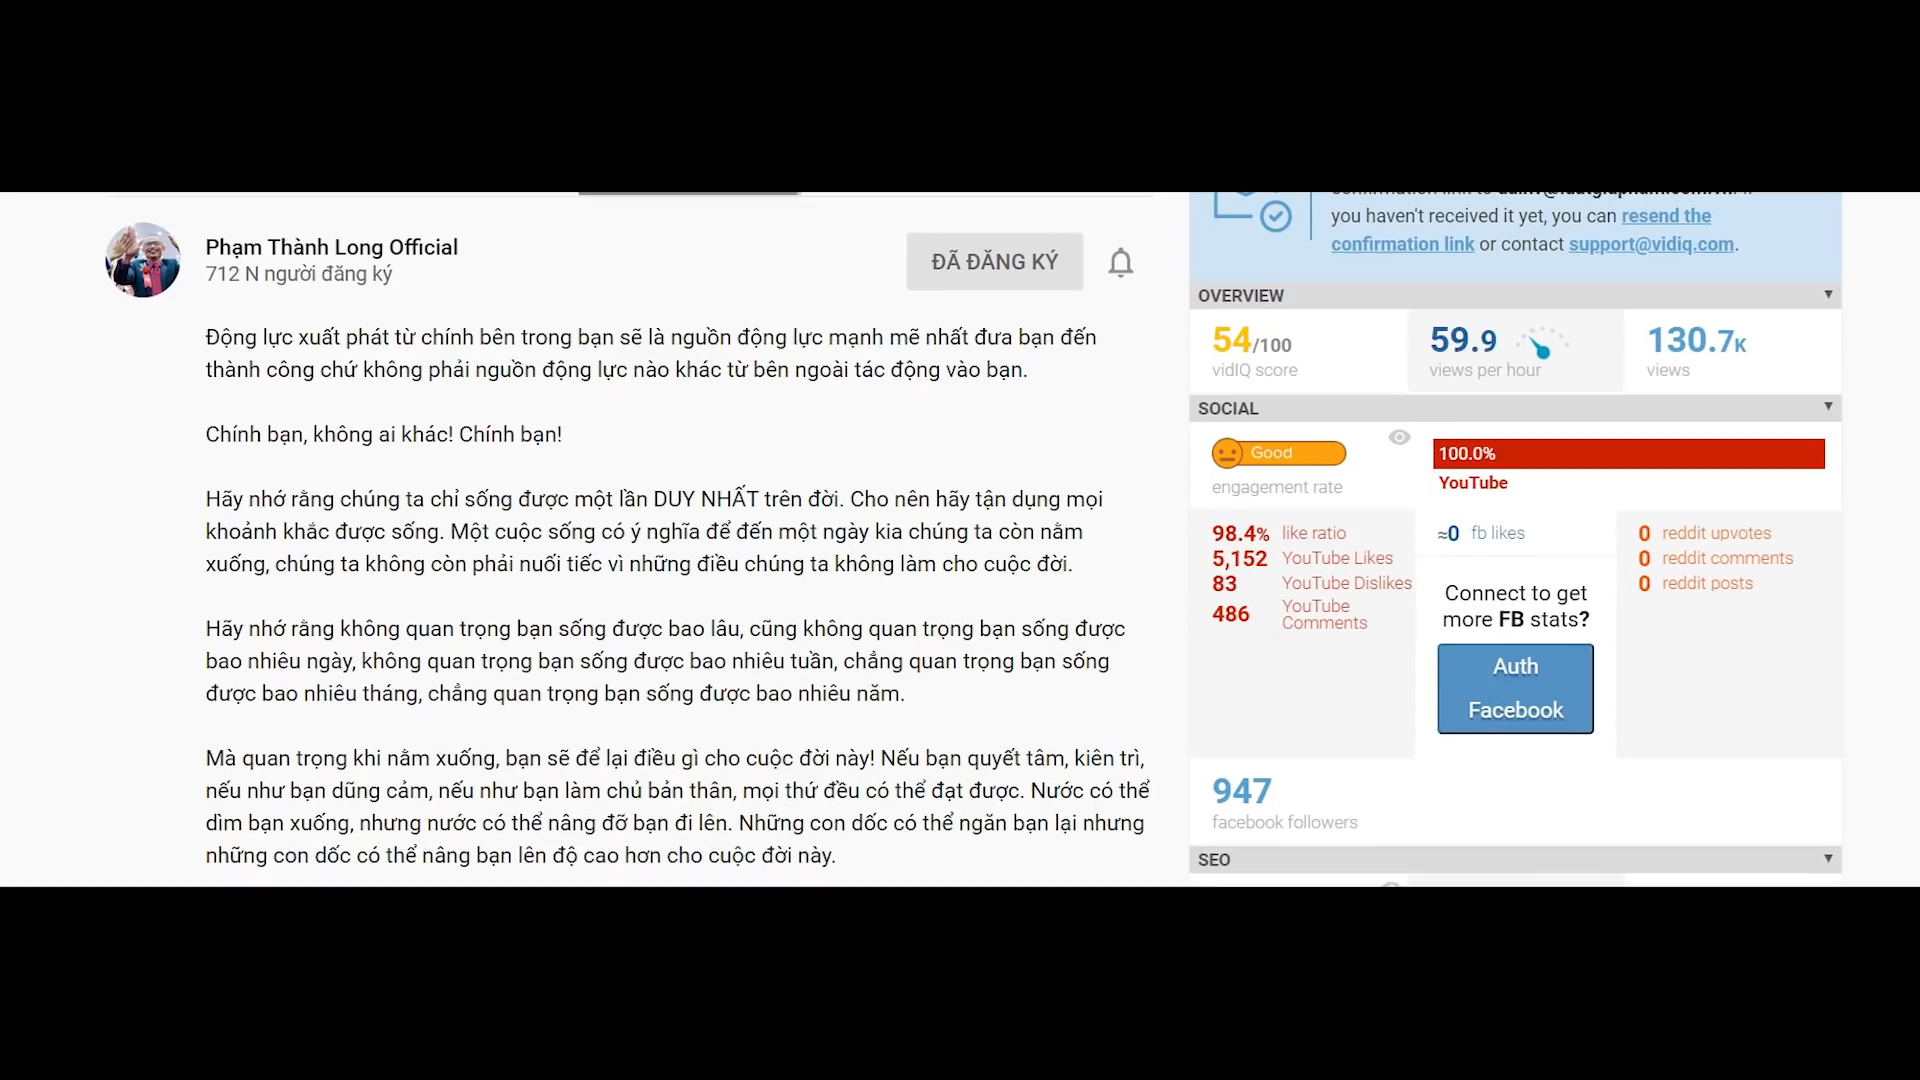 Phạm Thành Long Official
712 N người đăng ký
ĐÃ ĐĂNG KÝ
Động lực xuất phát từ chính bên trong bạn sẽ là nguồn động lực mạnh mẽ nhất đưa bạn đến
thành công chứ không phải nguồn động lực nào khác từ bên ngoài tác động vào bạn.
Chính bạn, không ai khác! Chính bạn!
Hãy nhớ rằng chúng ta chỉ sống được một lần DUY NHẤT trên đời. Cho nên hãy tận dụng mọi
khoảnh khắc được sống. Một cuộc sống có ý nghĩa để đến một ngày kia chúng ta còn nằm
xuống, chúng ta không còn phải nuối tiếc vì những điều chúng ta không làm cho cuộc đời.
Hãy nhớ rằng không quan trọng bạn sống được bao lâu, cũng không quan trọng bạn sống được
bao nhiêu ngày, không quan trọng bạn sống được bao nhiêu tuần, chẳng quan trọng bạn sống
được bao nhiêu tháng, chẳng quan trọng bạn sống được bao nhiêu năm.
Mà quan trọng khi nằm xuống, bạn sẽ để lại điều gì cho cuộc đời này! Nếu bạn quyết tâm, kiên trì,
nếu như bạn dũng cảm, nếu như bạn làm chủ bản thân, mọi thứ đều có thể đạt được. Nước có thể
dìm bạn xuống, nhưng nước có thể nâng đỡ bạn đi lên. Những con dốc có thể ngăn bạn lại nhưng
những con dốc có thể nâng bạn lên độ cao hơn cho cuộc đời này.
you haven't received it yet, you can resend the
confirmation link or contact support@vidiq.com.
OVERVIEW
54/100
vidIQ score
59.9
views per hour
130.7K
views
SOCIAL
Good
engagement rate
100.0%
YouTube
98.4% like ratio
5,152 YouTube Likes
83 YouTube Dislikes
486 YouTube
Comments
≈0 fb likes
Connect to get
more FB stats?
Auth
Facebook
0 reddit upvotes
0 reddit comments
0 reddit posts
947
facebook followers
SEO